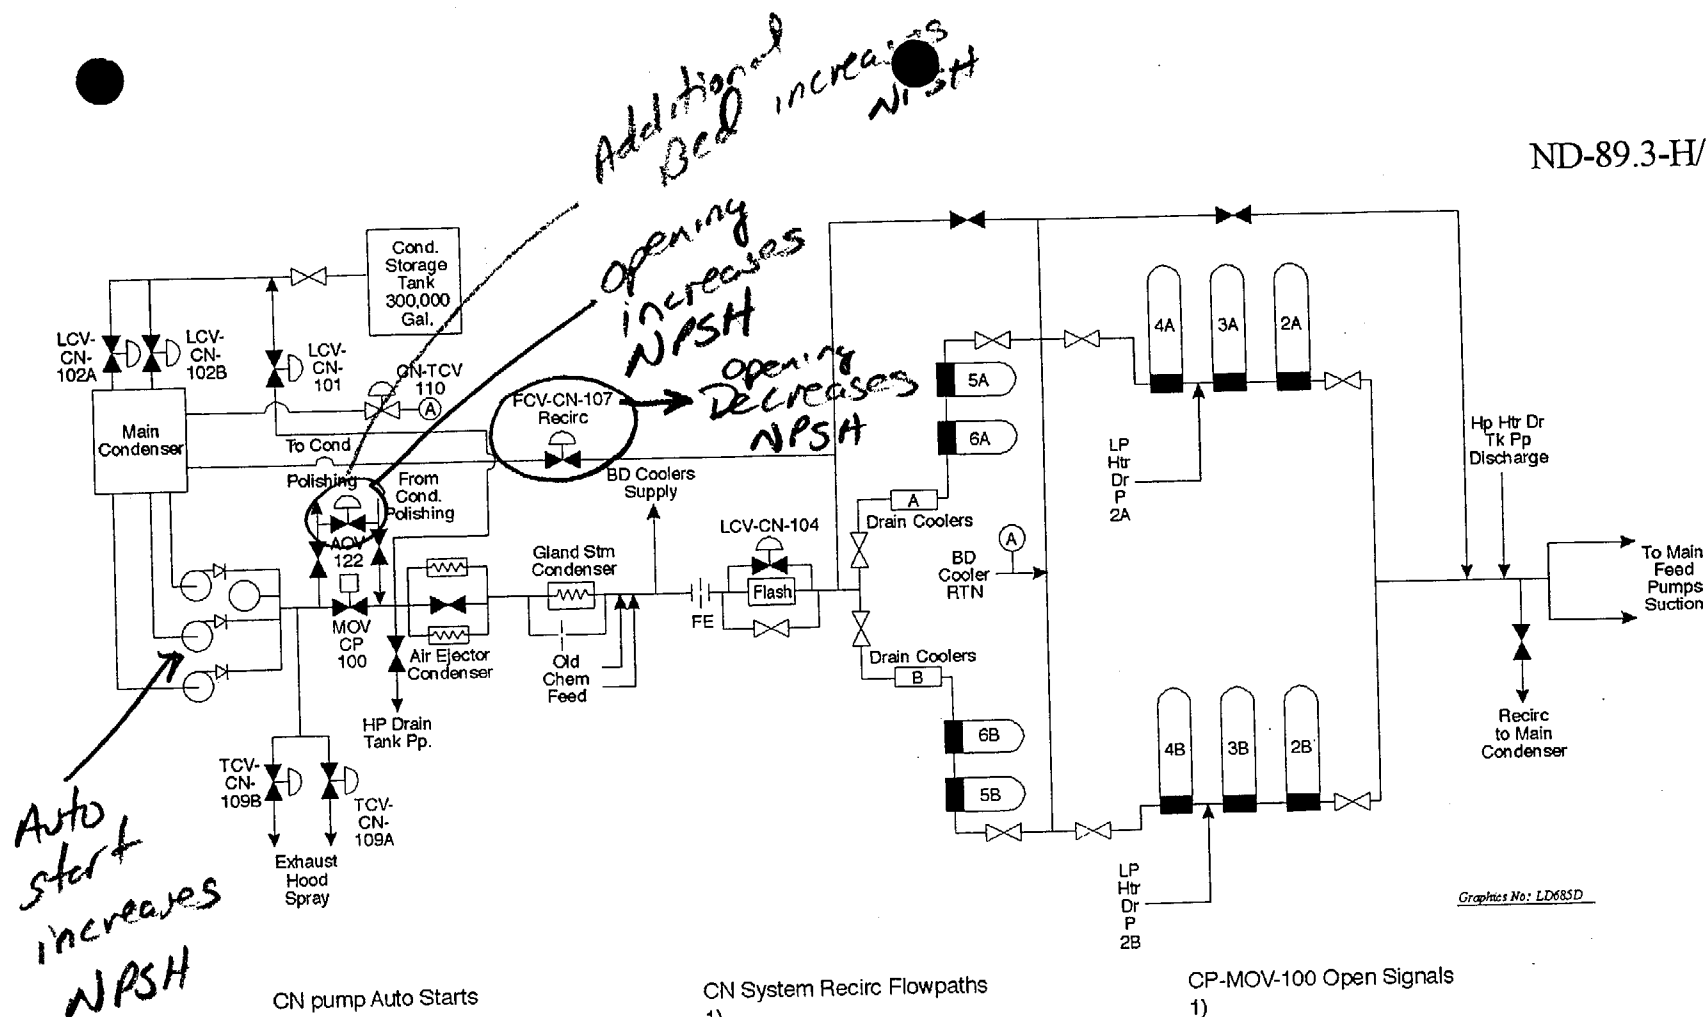 Additional
Bed increases
NPSH
ND-89.3-H/
opening
increases
NPSH
opening
Decreases
NPSH
Cond.
Storage
Tank
300,000
Gal.
LCV-
CN-
102A
LCV-
CN-
102B
LCV-
CN-
101
CN-TCV
110
A
FCV-CN-107
Recirc
Main
Condenser
To Cond
Polishing
From
Cond.
Polishing
AOV
122
MOV
CP
100
BD Coolers
Supply
LCV-CN-104
Gland Stm
Condenser
Flash
FE
Air Ejector
Condenser
Old
Chem
Feed
HP Drain
Tank Pp.
TCV-
CN-
109B
TCV-
CN-
109A
Exhaust
Hood
Spray
Auto
start
increases
NPSH
5A
6A
A
Drain Coolers
A
BD
Cooler
RTN
Drain Coolers
B
6B
5B
4A
3A
2A
LP
Htr
Dr
P
2A
Hp Htr Dr
Tk Pp
Discharge
To Main
Feed
Pumps
Suction
Recirc
to Main
Condenser
4B
3B
2B
LP
Htr
Dr
P
2B
Graphics No: LD685D
CN pump Auto Starts
CN System Recirc Flowpaths
1)
CP-MOV-100 Open Signals
1)